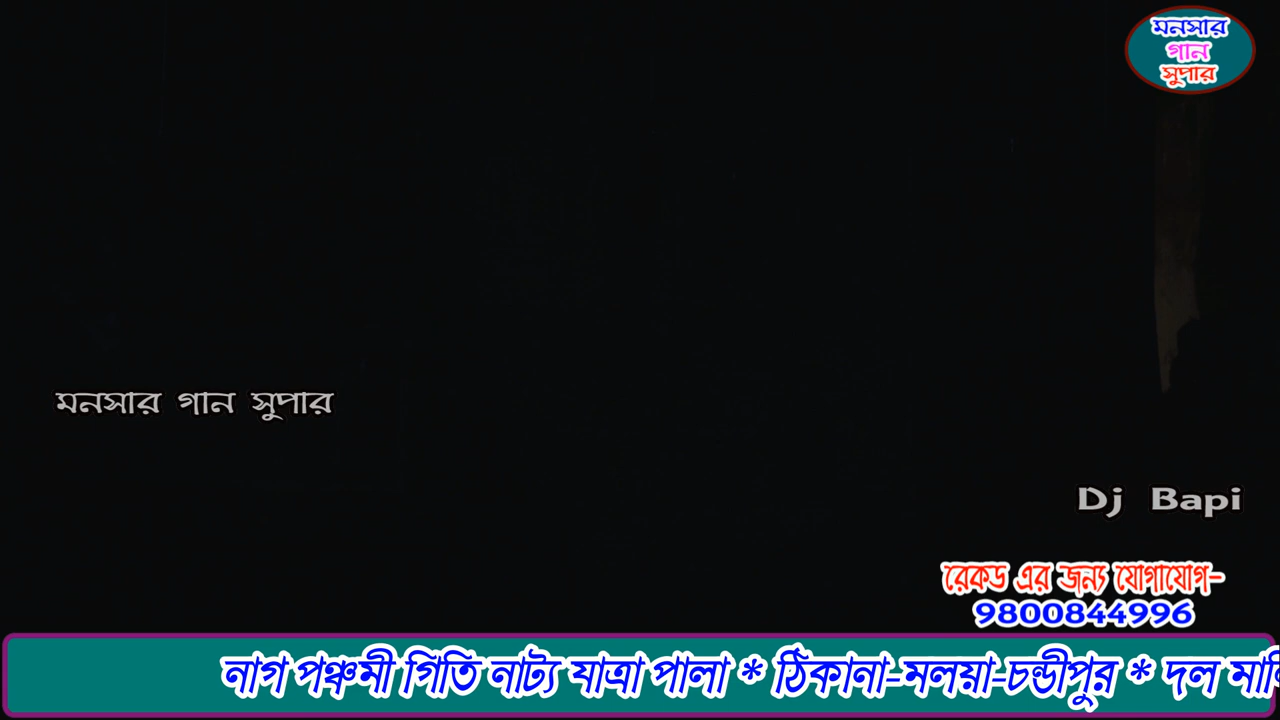 মনসার
গান
সুপার
মনসার গান সুপার
Dj Bapi
রেকড এর জন্য যোগাযোগ-
9800844996
নাগ পঞ্চমী গিতি নাট্য যাত্রা পালা * ঠিকানা-মলয়া-চন্ডীপুর * দল